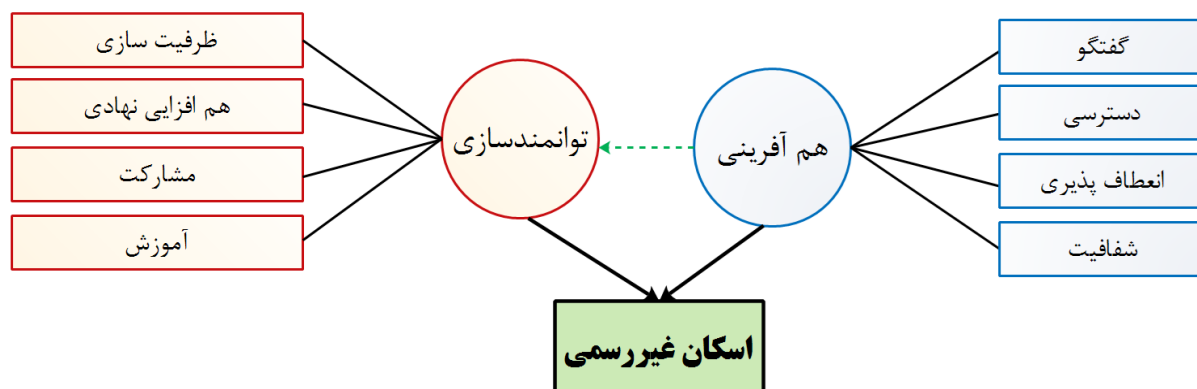 گفتگو
دسترسی
انعطاف پذیری
شفافیت
هم آفرینی
توانمندسازی
ظرفیت سازی
هم افزایی نهادی
مشارکت
آموزش
اسکان غیررسمی